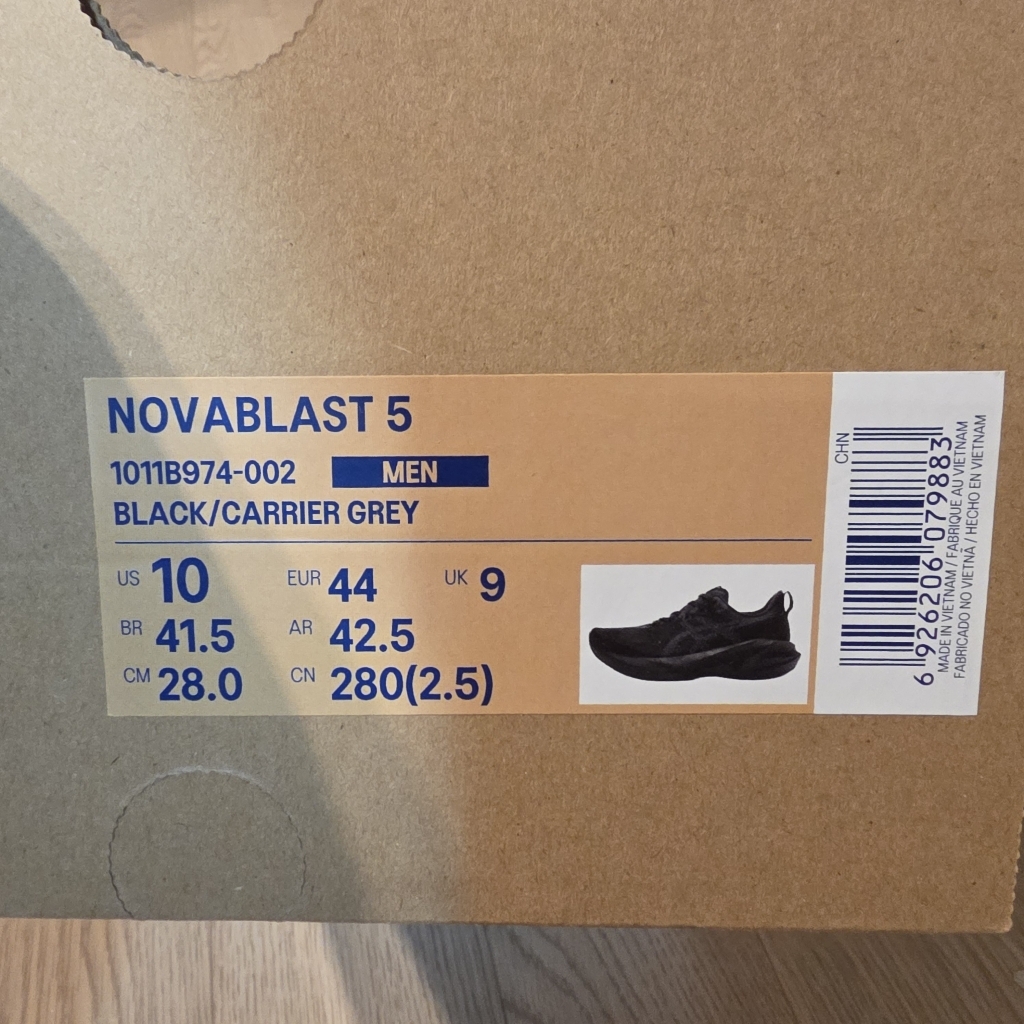 NOVABLAST 5
1011B974-002 MEN
BLACK/CARRIER GREY
US 10 EUR 44 UK 9
BR 41.5 AR 42.5
CM 28.0 CN 280(2.5)
CHN
6 926206 079883
MADE IN VIETNAM / FABRIQUE AU VIETNAM
FABRICADO NO VIETNÃ / HECHO EN VIETNAM